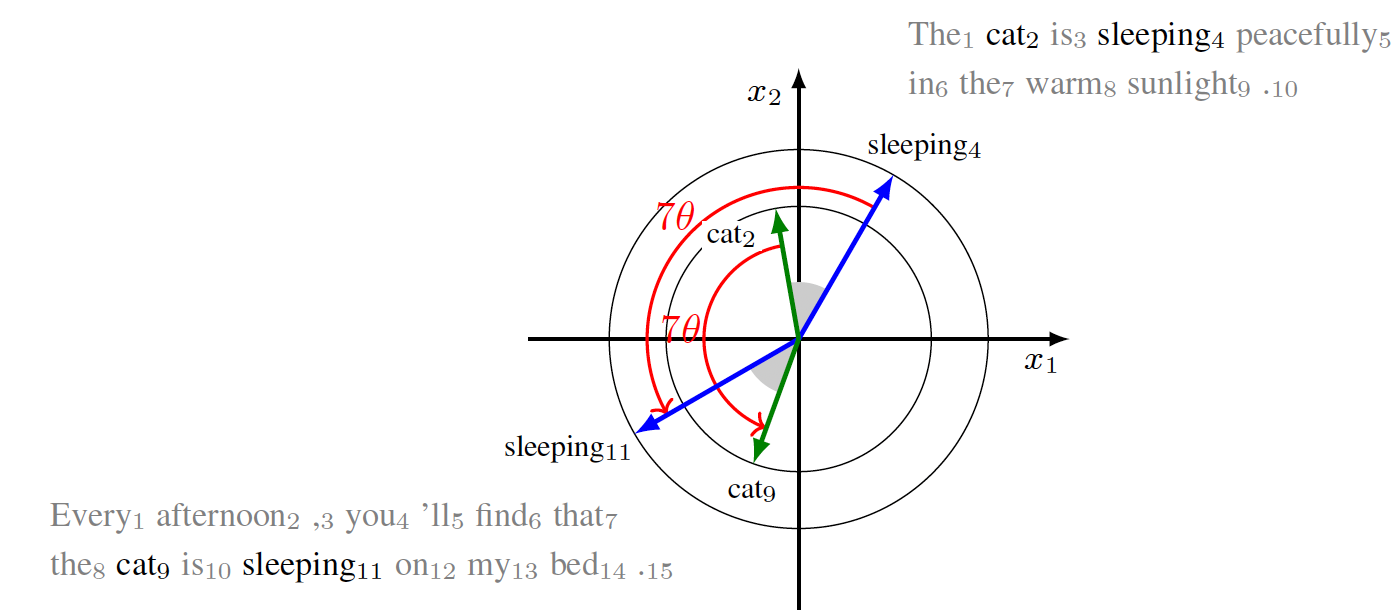 The₁ cat₂ is₃ sleeping₄ peacefully₅
in₆ the₇ warm₈ sunlight₉ .₁₀
x₂
sleeping₄
7θ
cat₂
7θ
x₁
sleeping₁₁
cat₉
Every₁ afternoon₂ ,₃ you₄ ’ll₅ find₆ that₇
the₈ cat₉ is₁₀ sleeping₁₁ on₁₂ my₁₃ bed₁₄ .₁₅